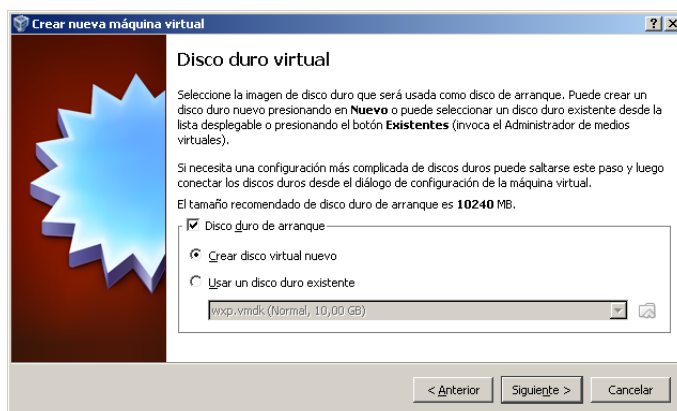 Crear nueva máquina virtual
Disco duro virtual
Seleccione la imagen de disco duro que será usada como disco de arranque. Puede crear un
disco duro nuevo presionando en Nuevo o puede seleccionar un disco duro existente desde la
lista desplegable o presionando el botón Existentes (invoca el Administrador de medios
virtuales).
Si necesita una configuración más complicada de discos duros puede saltarse este paso y luego
conectar los discos duros desde el diálogo de configuración de la máquina virtual.
El tamaño recomendado de disco duro de arranque es 10240 MB.
Disco duro de arranque
Crear disco virtual nuevo
Usar un disco duro existente
wxp.vmdk (Normal, 10,00 GB)
< Anterior
Siguiente >
Cancelar